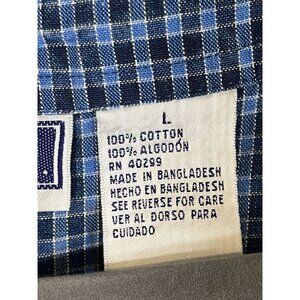 L
100% COTTON
100% ALGODÓN
RN 40299
MADE IN BANGLADESH
HECHO EN BANGLADESH
SEE REVERSE FOR CARE
VER AL DORSO PARA
CUIDADO